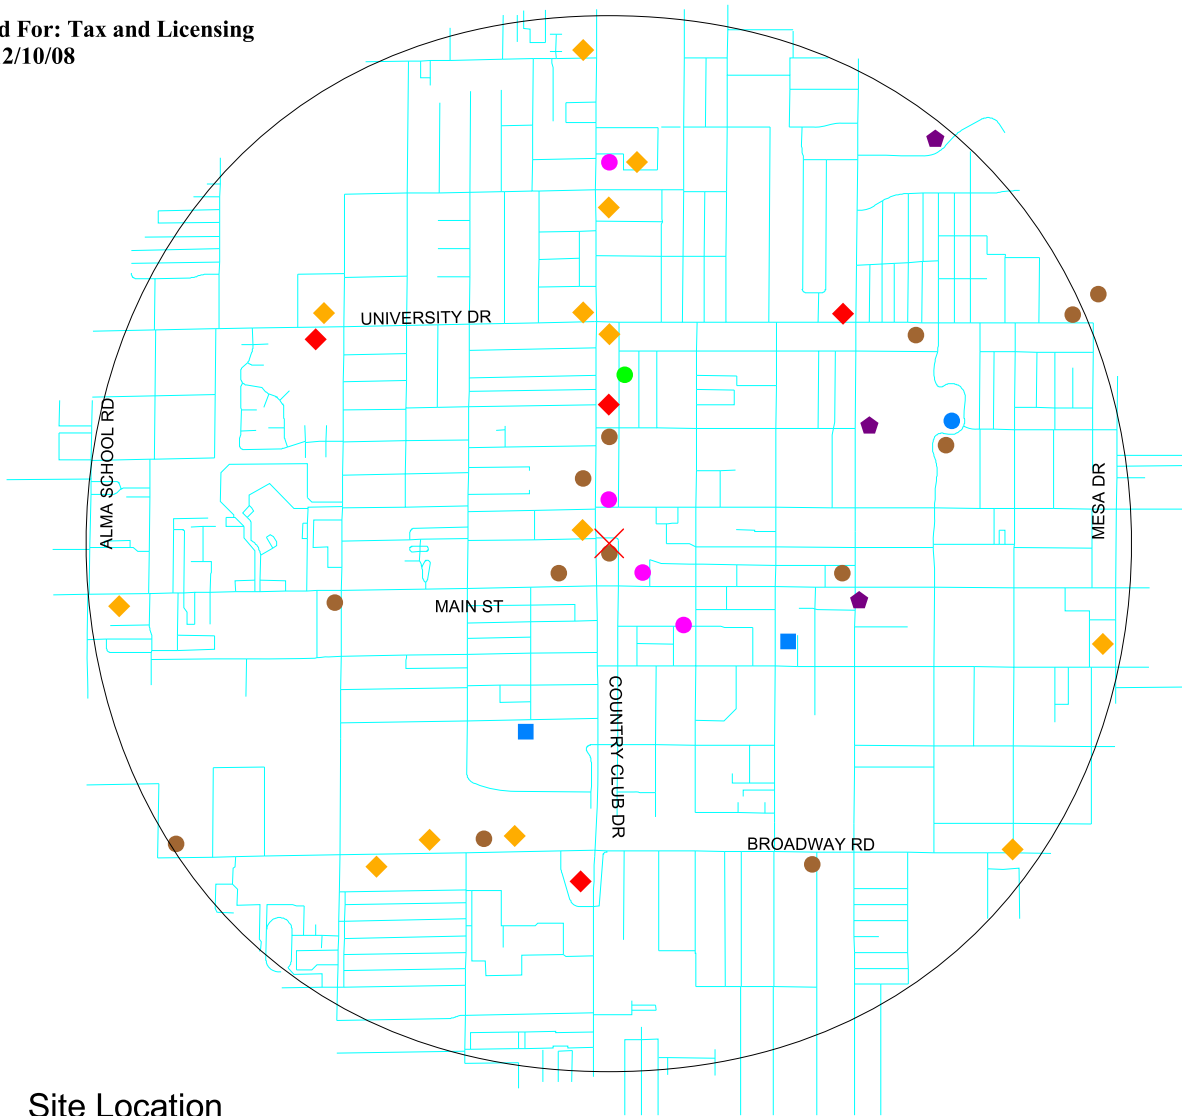 d For: Tax and Licensing
2/10/08
UNIVERSITY DR
ALMA SCHOOL RD
MESA DR
MAIN ST
COUNTRY CLUB DR
BROADWAY RD
Site Location